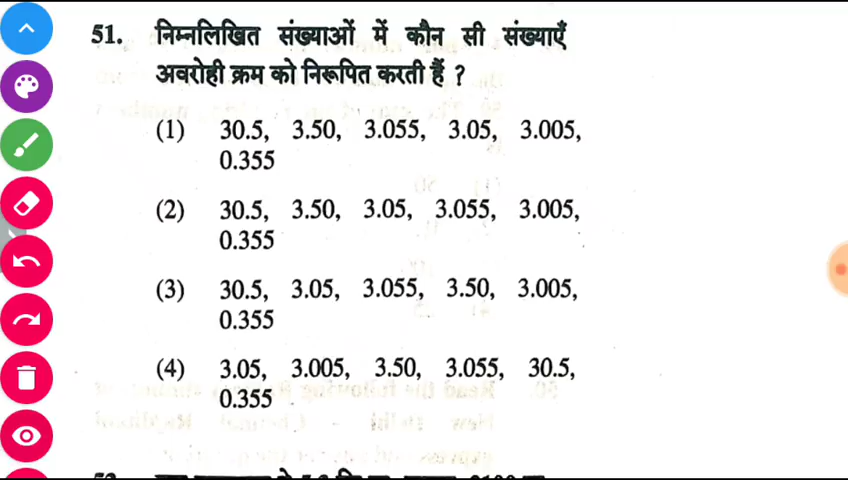 51. निम्नलिखित संख्याओं में कौन सी संख्याएँ
अवरोही क्रम को निरूपित करती हैं ?
(1) 30.5, 3.50, 3.055, 3.05, 3.005,
0.355
(2) 30.5, 3.50, 3.05, 3.055, 3.005,
0.355
(3) 30.5, 3.05, 3.055, 3.50, 3.005,
0.355
(4) 3.05, 3.005, 3.50, 3.055, 30.5,
0.355